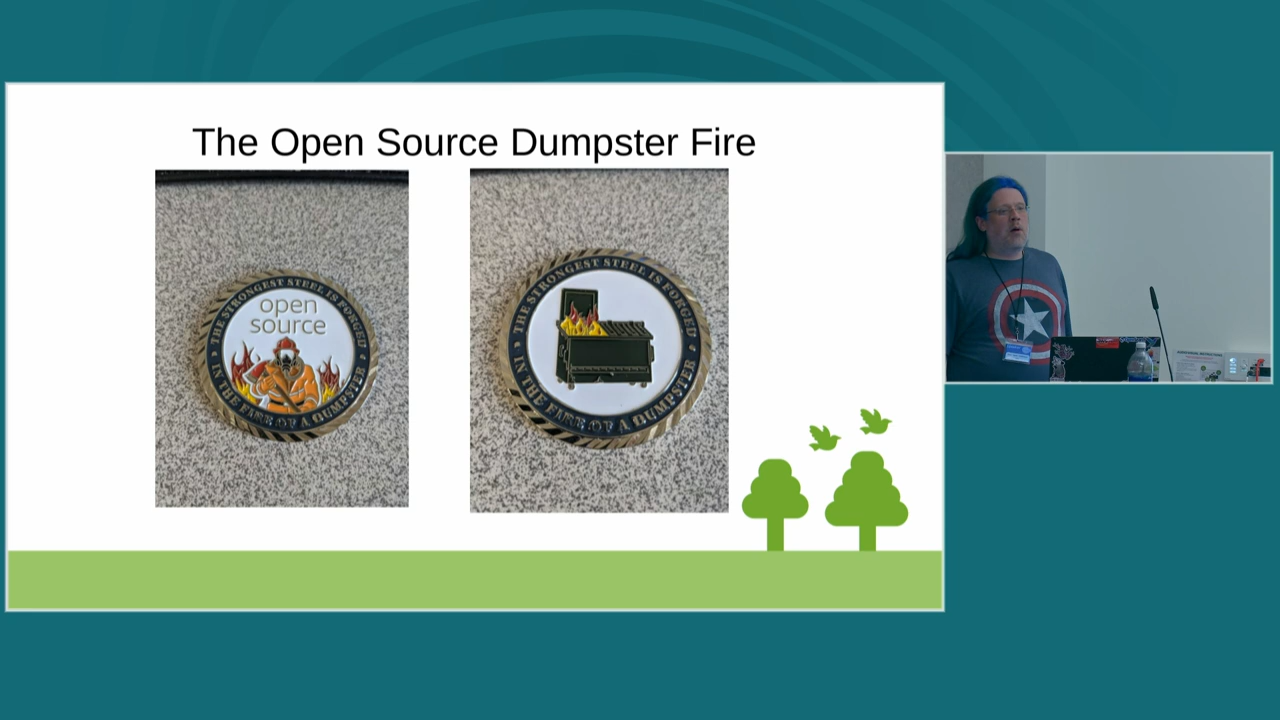 The Open Source Dumpster Fire
THE STRONGEST STEEL IS FORGED
open
source
IN THE FIRE OF A DUMPSTER
THE STRONGEST STEEL IS FORGED
IN THE FIRE OF A DUMPSTER